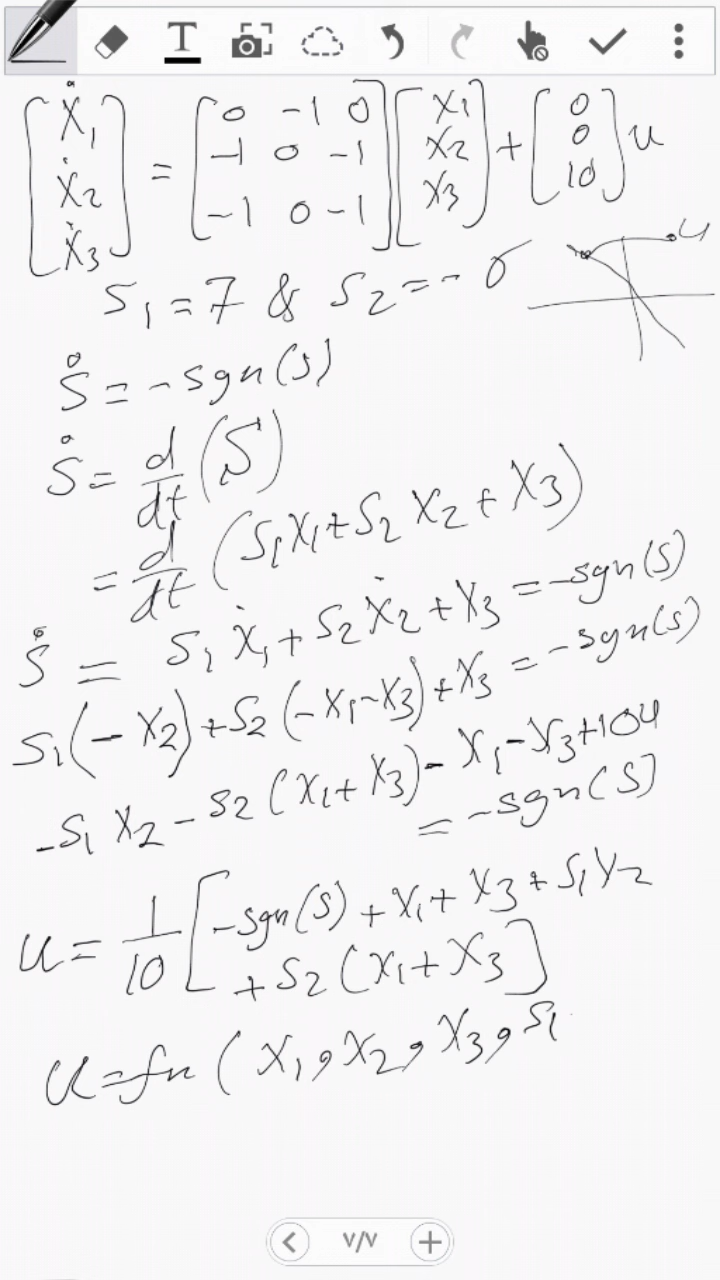 T
[ẋ1 ẋ2 ẋ3] = [0 -1 0; -1 0 -1; -1 0 -1] [x1 x2 x3] + [0 0 10] u
s1 = 7 & s2 = -6
u
ṡ = -sgn(s)
ṡ = d/dt (S)
= d/dt (s1x1 + s2x2 + x3)
ṡ = s1ẋ1 + s2ẋ2 + x3 = -sgn(s)
s1(-x2) + s2(-x1-x3) + x3 = -sgn(s)
-s1x2 - s2(x1+x3) - x1 - x3 + 10u
= -sgn(s)
u = 1/10 [-sgn(s) + x1 + x3 + s1x2
+ s2(x1+x3]
u = fn(x1, x2, x3, s1
v/v